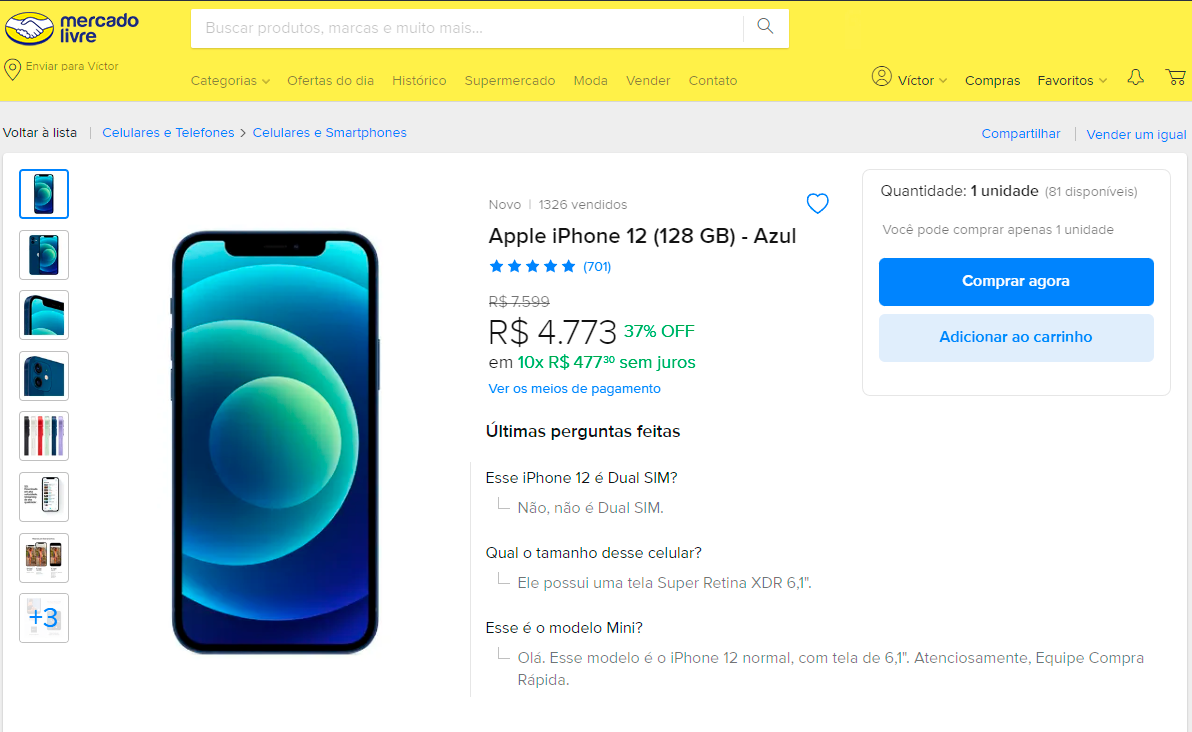 mercado
livre
Buscar produtos, marcas e muito mais...
Enviar para Víctor
Categorias
Ofertas do dia
Histórico
Supermercado
Moda
Vender
Contato
Víctor
Compras
Favoritos
Voltar à lista
Celulares e Telefones > Celulares e Smartphones
Compartilhar
Vender um igual
Novo | 1326 vendidos
Apple iPhone 12 (128 GB) - Azul
(701)
R$ 7.599
R$ 4.773 37% OFF
em 10x R$ 477³⁰ sem juros
Ver os meios de pagamento
Quantidade: 1 unidade (81 disponíveis)
Você pode comprar apenas 1 unidade
Comprar agora
Adicionar ao carrinho
+3
Últimas perguntas feitas
Esse iPhone 12 é Dual SIM?
Não, não é Dual SIM.
Qual o tamanho desse celular?
Ele possui uma tela Super Retina XDR 6,1".
Esse é o modelo Mini?
Olá. Esse modelo é o iPhone 12 normal, com tela de 6,1". Atenciosamente, Equipe Compra
Rápida.